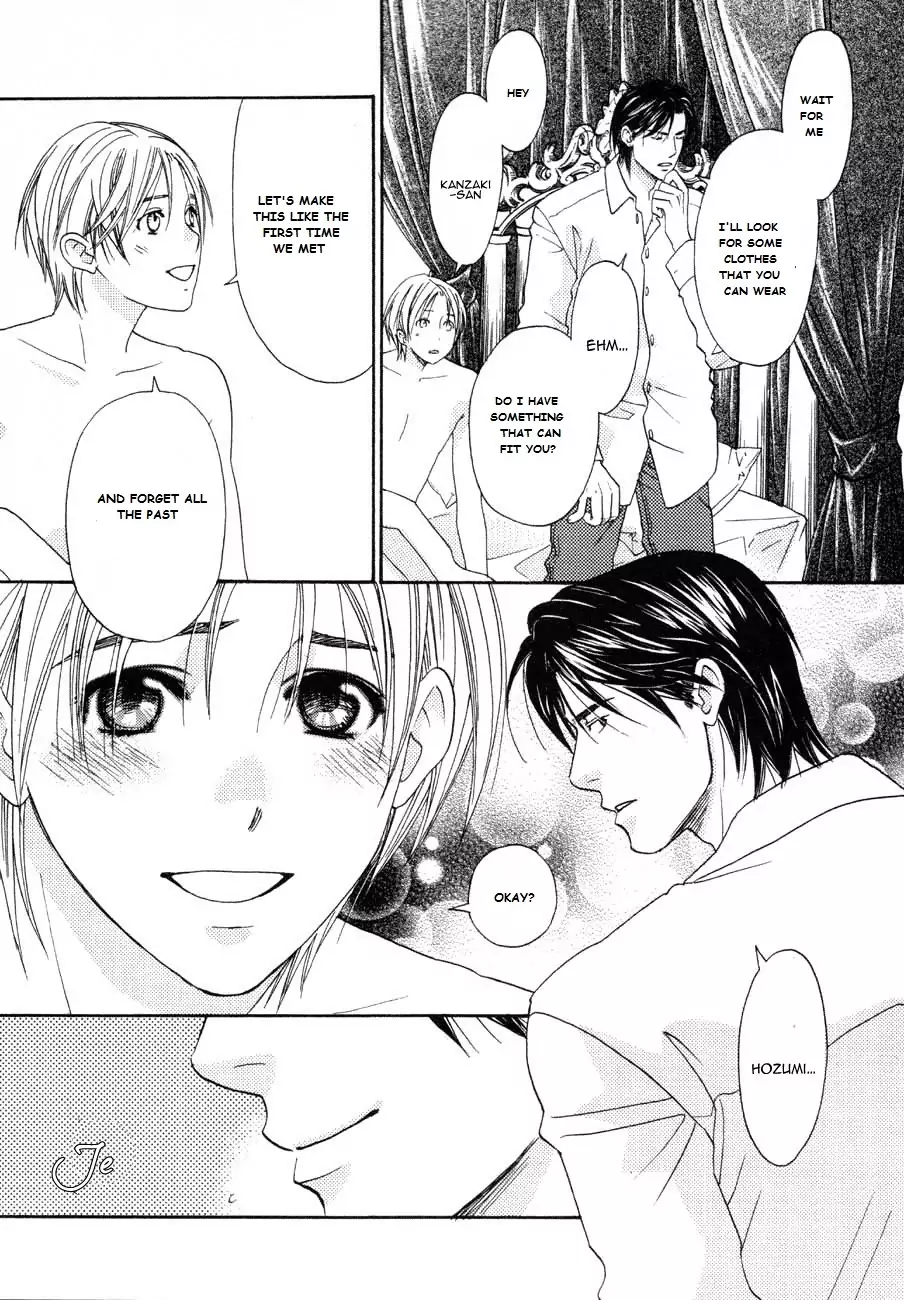 WAIT
FOR
ME
I'LL LOOK
FOR SOME
CLOTHES
THAT YOU
CAN WEAR
EHM...
DO I HAVE
SOMETHING
THAT CAN
FIT YOU?
HEY
KANZAKI
-SAN
LET'S MAKE
THIS LIKE THE
FIRST TIME
WE MET
AND FORGET ALL
THE PAST
OKAY?
HOZUMI...
Je